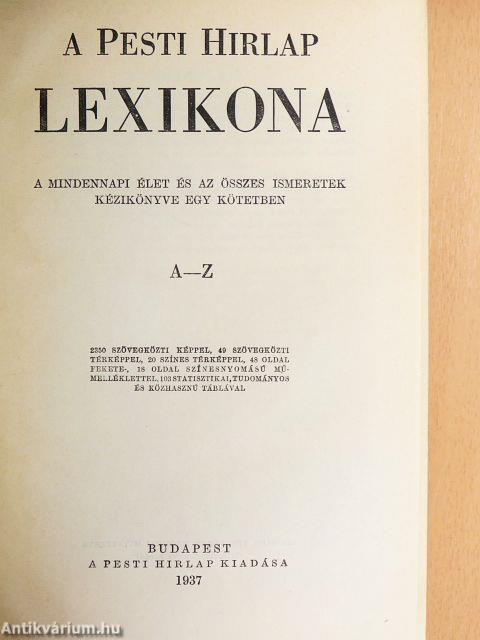 A PESTI HIRLAP
LEXIKONA
A MINDENNAPI ÉLET ÉS AZ ÖSSZES ISMERETEK
KÉZIKÖNYVE EGY KÖTETBEN
A—Z
2350 SZÖVEGKÖZTI KÉPPEL, 49 SZÖVEGKÖZTI
TÉRKÉPPEL, 20 SZÍNES TÉRKÉPPEL, 48 OLDAL
FEKETE-, 18 OLDAL SZÍNESNYOMÁSÚ MŰ-
MELLÉKLETTEL, 103 STATISZTIKAI, TUDOMÁNYOS
ÉS KÖZHASZNÚ TÁBLÁVAL
BUDAPEST
A PESTI HIRLAP KIADÁSA
1937
Antikvárium.hu